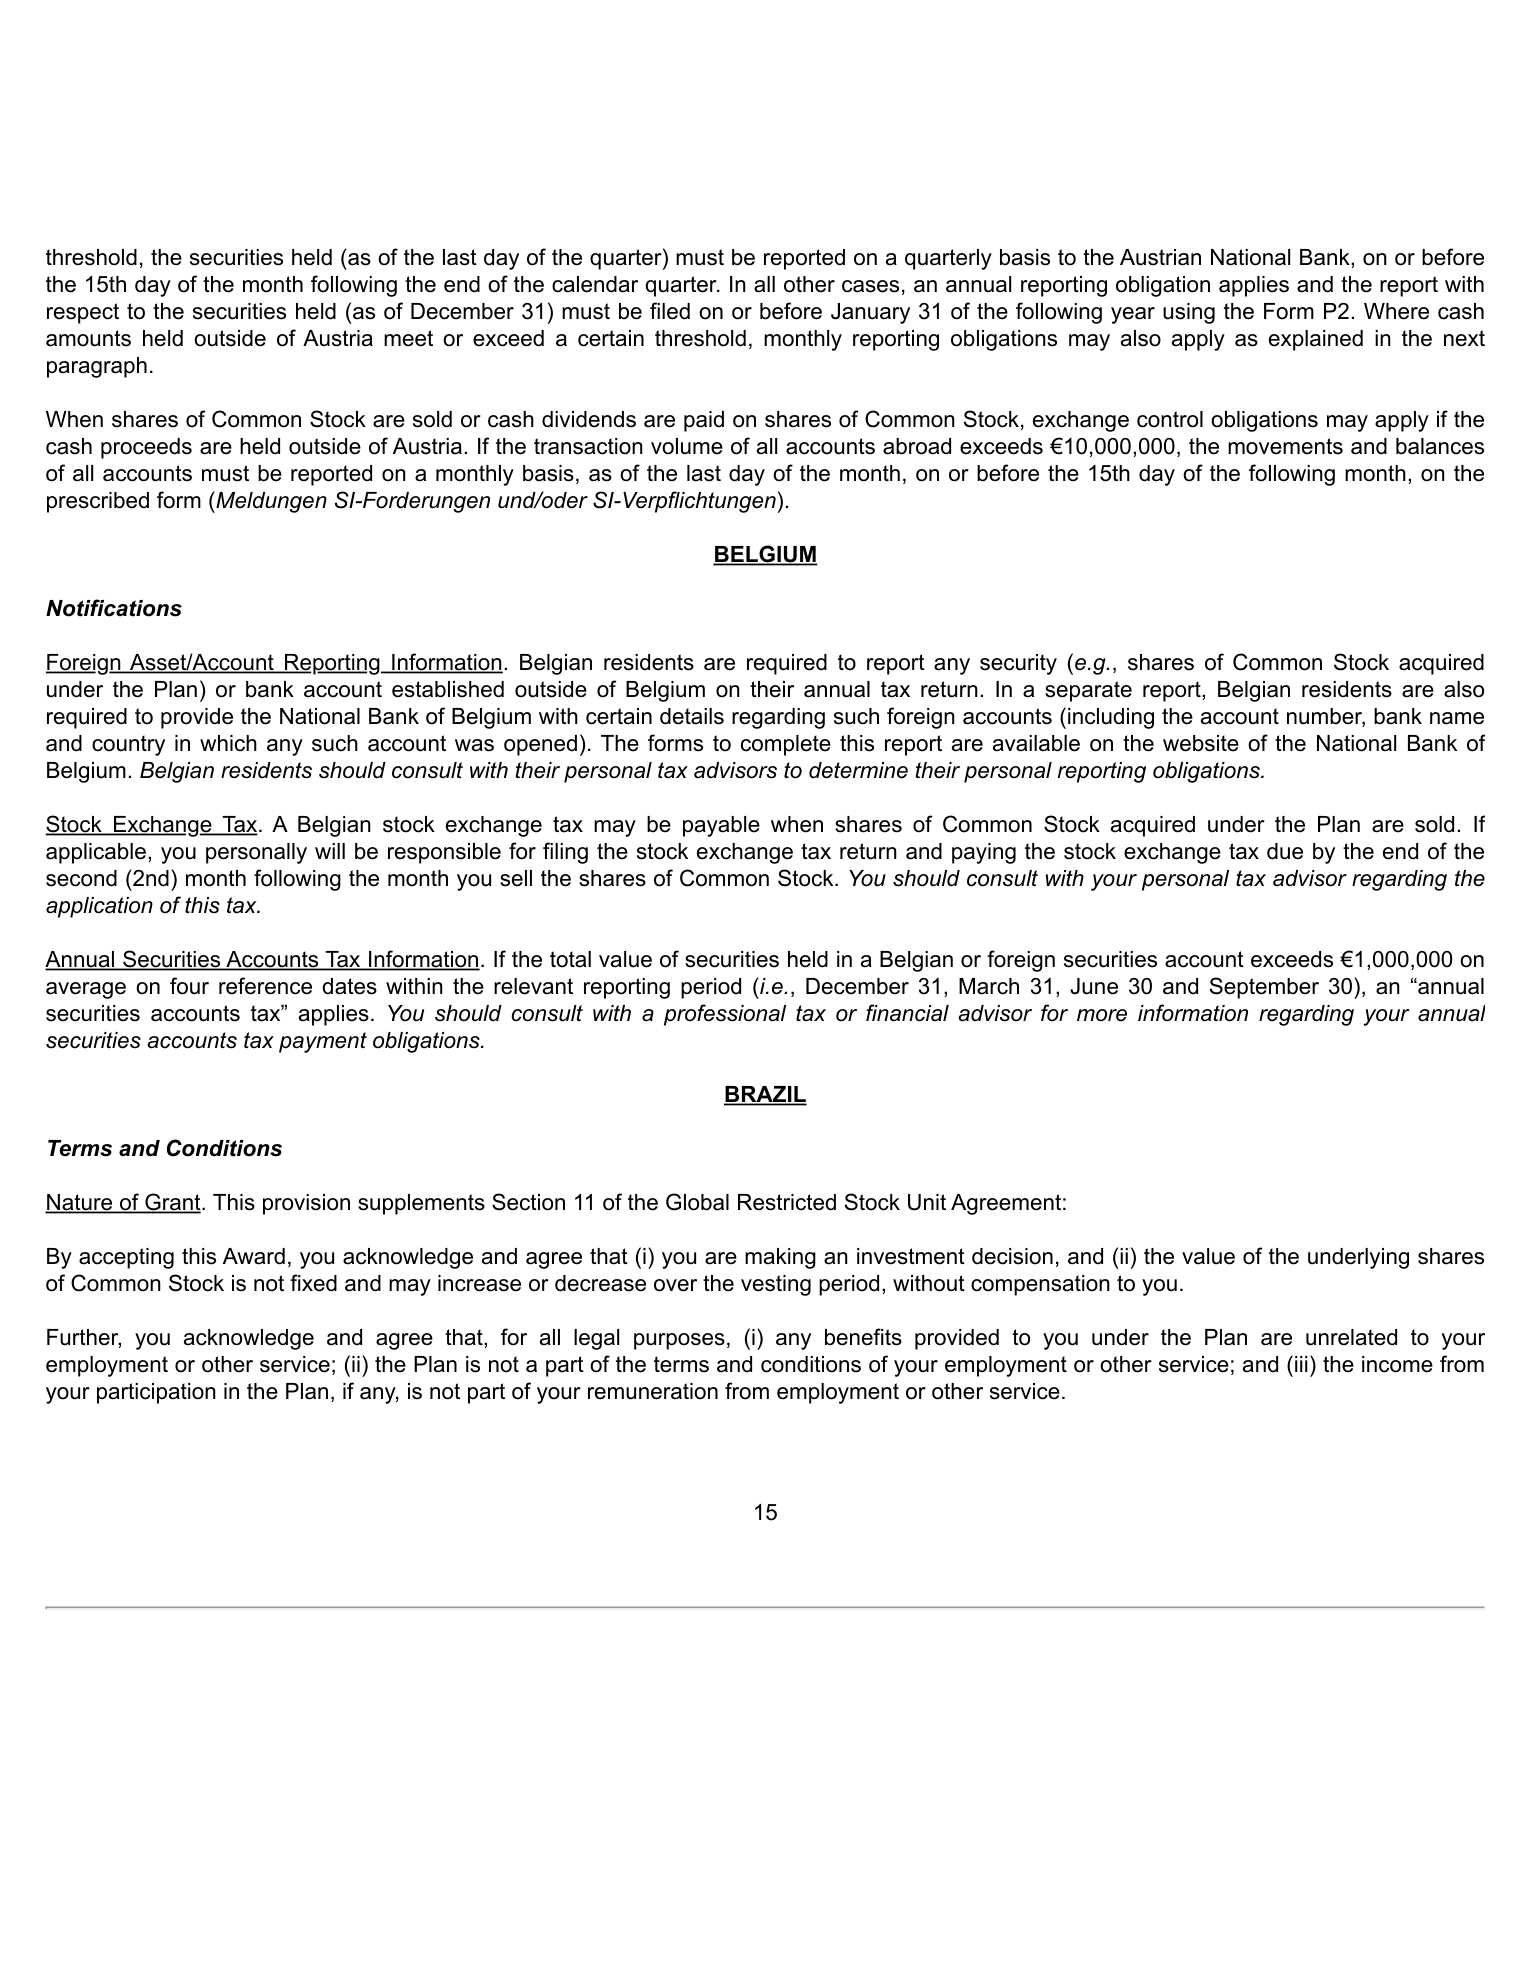 threshold, the securities held (as of the last day of the quarter) must be reported on a quarterly basis to the Austrian National Bank, on or before
the 15th day of the month following the end of the calendar quarter. In all other cases, an annual reporting obligation applies and the report with
respect to the securities held (as of December 31) must be filed on or before January 31 of the following year using the Form P2. Where cash
amounts held outside of Austria meet or exceed a certain threshold, monthly reporting obligations may also apply as explained in the next
paragraph.
When shares of Common Stock are sold or cash dividends are paid on shares of Common Stock, exchange control obligations may apply if the
cash proceeds are held outside of Austria. If the transaction volume of all accounts abroad exceeds €10,000,000, the movements and balances
of all accounts must be reported on a monthly basis, as of the last day of the month, on or before the 15th day of the following month, on the
prescribed form (Meldungen SI-Forderungen und/oder SI-Verpflichtungen).
BELGIUM
Notifications
Foreign Asset/Account Reporting Information. Belgian residents are required to report any security (e.g., shares of Common Stock acquired
under the Plan) or bank account established outside of Belgium on their annual tax return. In a separate report, Belgian residents are also
required to provide the National Bank of Belgium with certain details regarding such foreign accounts (including the account number, bank name
and country in which any such account was opened). The forms to complete this report are available on the website of the National Bank of
Belgium. Belgian residents should consult with their personal tax advisors to determine their personal reporting obligations.
Stock Exchange Tax. A Belgian stock exchange tax may be payable when shares of Common Stock acquired under the Plan are sold. If
applicable, you personally will be responsible for filing the stock exchange tax return and paying the stock exchange tax due by the end of the
second (2nd) month following the month you sell the shares of Common Stock. You should consult with your personal tax advisor regarding the
application of this tax.
Annual Securities Accounts Tax Information. If the total value of securities held in a Belgian or foreign securities account exceeds €1,000,000 on
average on four reference dates within the relevant reporting period (i.e., December 31, March 31, June 30 and September 30), an “annual
securities accounts tax” applies. You should consult with a professional tax or financial advisor for more information regarding your annual
securities accounts tax payment obligations.
BRAZIL
Terms and Conditions
Nature of Grant. This provision supplements Section 11 of the Global Restricted Stock Unit Agreement:
By accepting this Award, you acknowledge and agree that (i) you are making an investment decision, and (ii) the value of the underlying shares
of Common Stock is not fixed and may increase or decrease over the vesting period, without compensation to you.
Further, you acknowledge and agree that, for all legal purposes, (i) any benefits provided to you under the Plan are unrelated to your
employment or other service; (ii) the Plan is not a part of the terms and conditions of your employment or other service; and (iii) the income from
your participation in the Plan, if any, is not part of your remuneration from employment or other service.
15